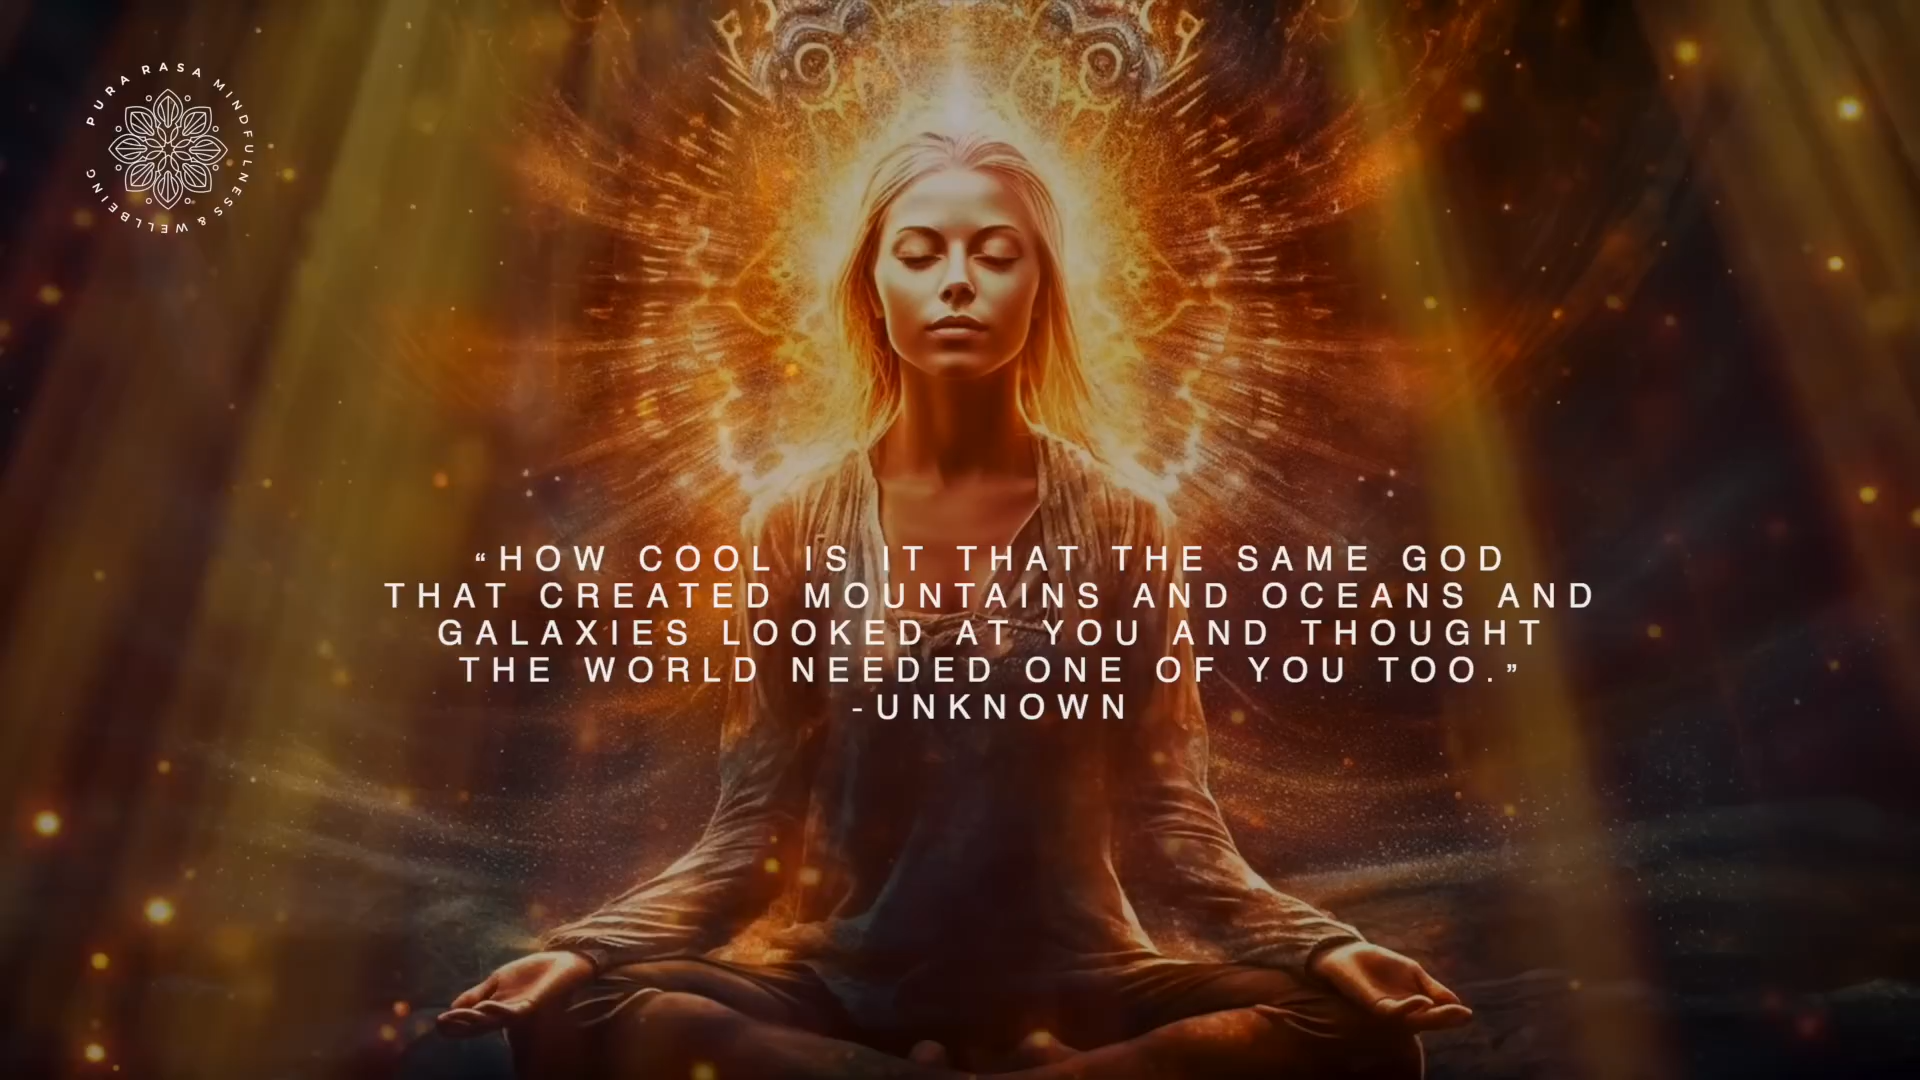 PURA RASA MINDFULNESS & WELLBEING
“HOW COOL IS IT THAT THE SAME GOD
THAT CREATED MOUNTAINS AND OCEANS AND
GALAXIES LOOKED AT YOU AND THOUGHT
THE WORLD NEEDED ONE OF YOU TOO.”
-UNKNOWN